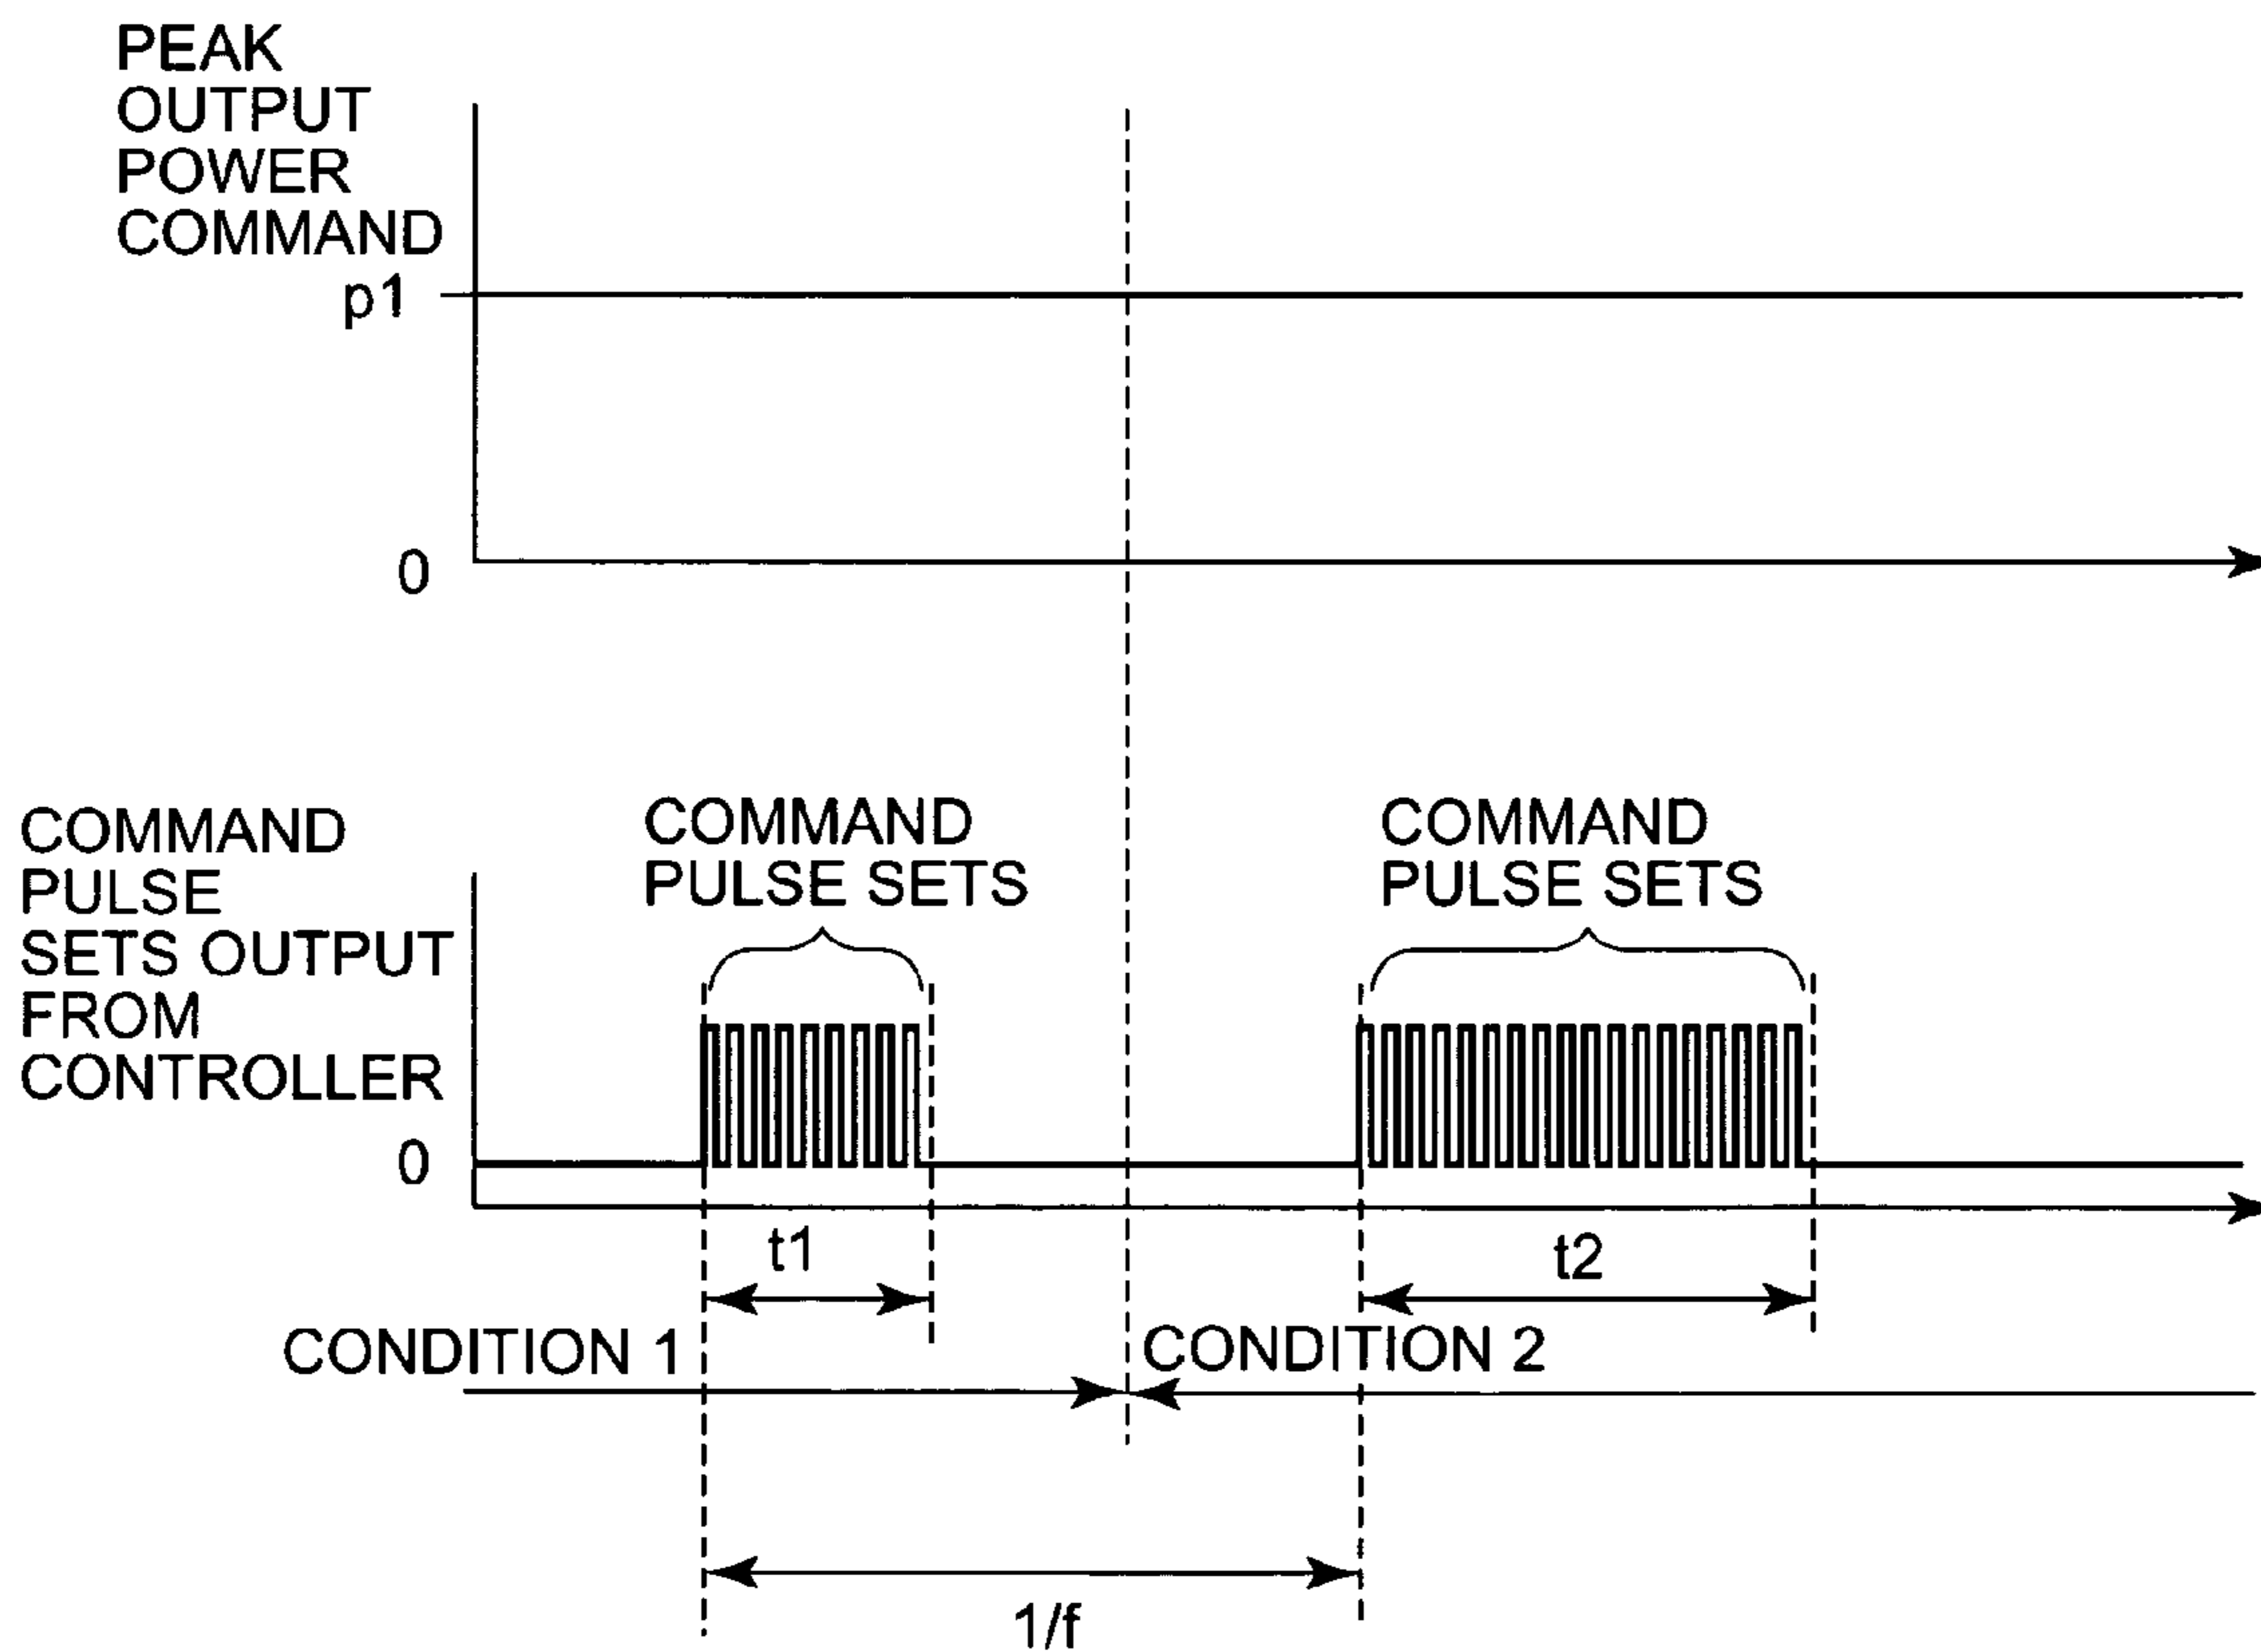 PEAK
OUTPUT
POWER
COMMAND
p1
0
COMMAND
PULSE
SETS OUTPUT
FROM
CONTROLLER
0
COMMAND
PULSE SETS
COMMAND
PULSE SETS
t1
t2
CONDITION 1
CONDITION 2
1/f